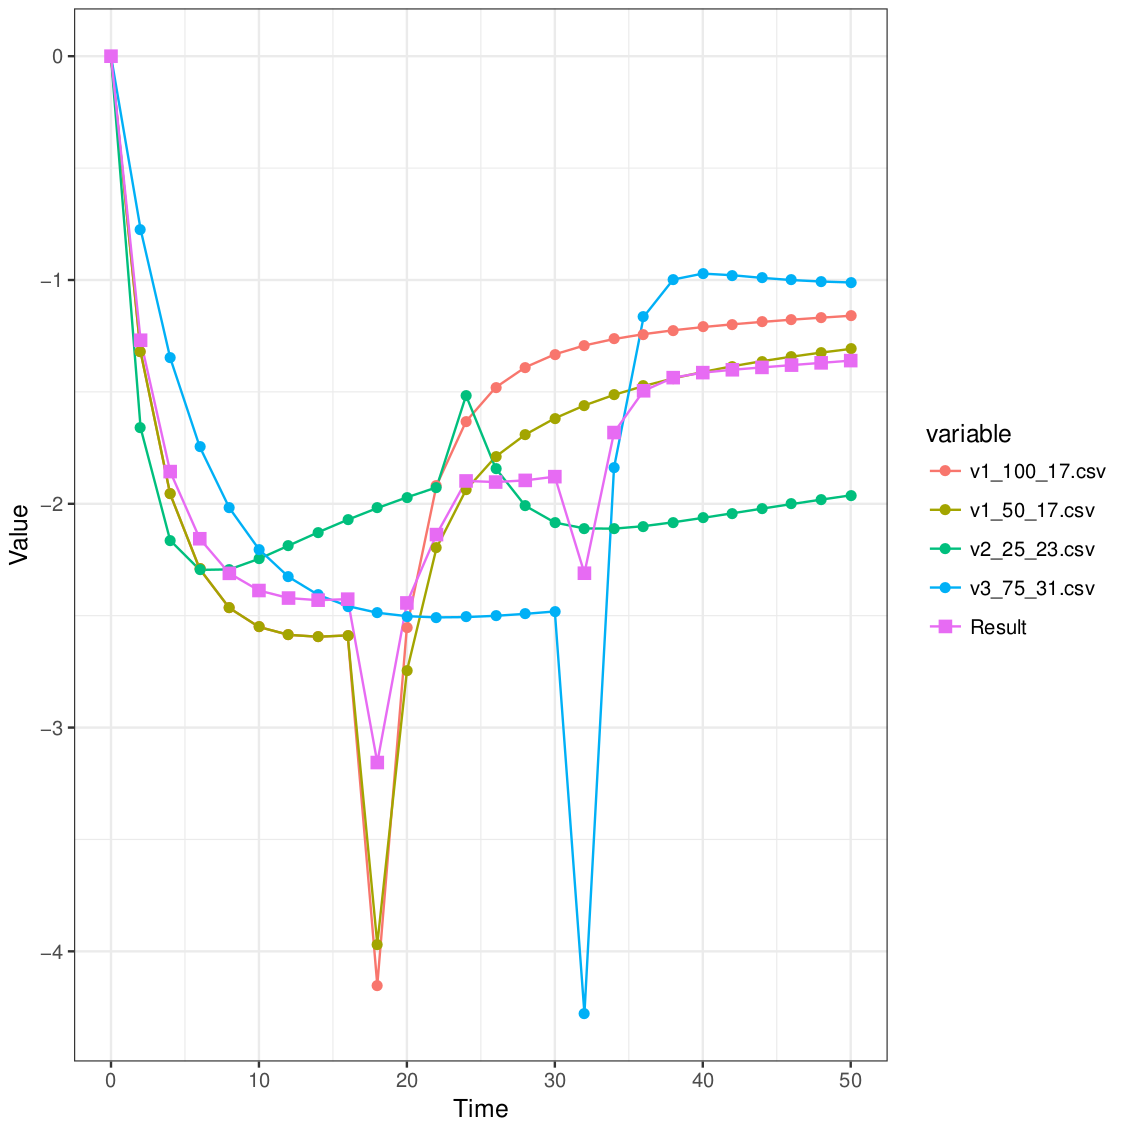 0
−1
−2
−3
−4
Value
0 10 20 30 40 50
Time
variable
v1_100_17.csv
v1_50_17.csv
v2_25_23.csv
v3_75_31.csv
Result